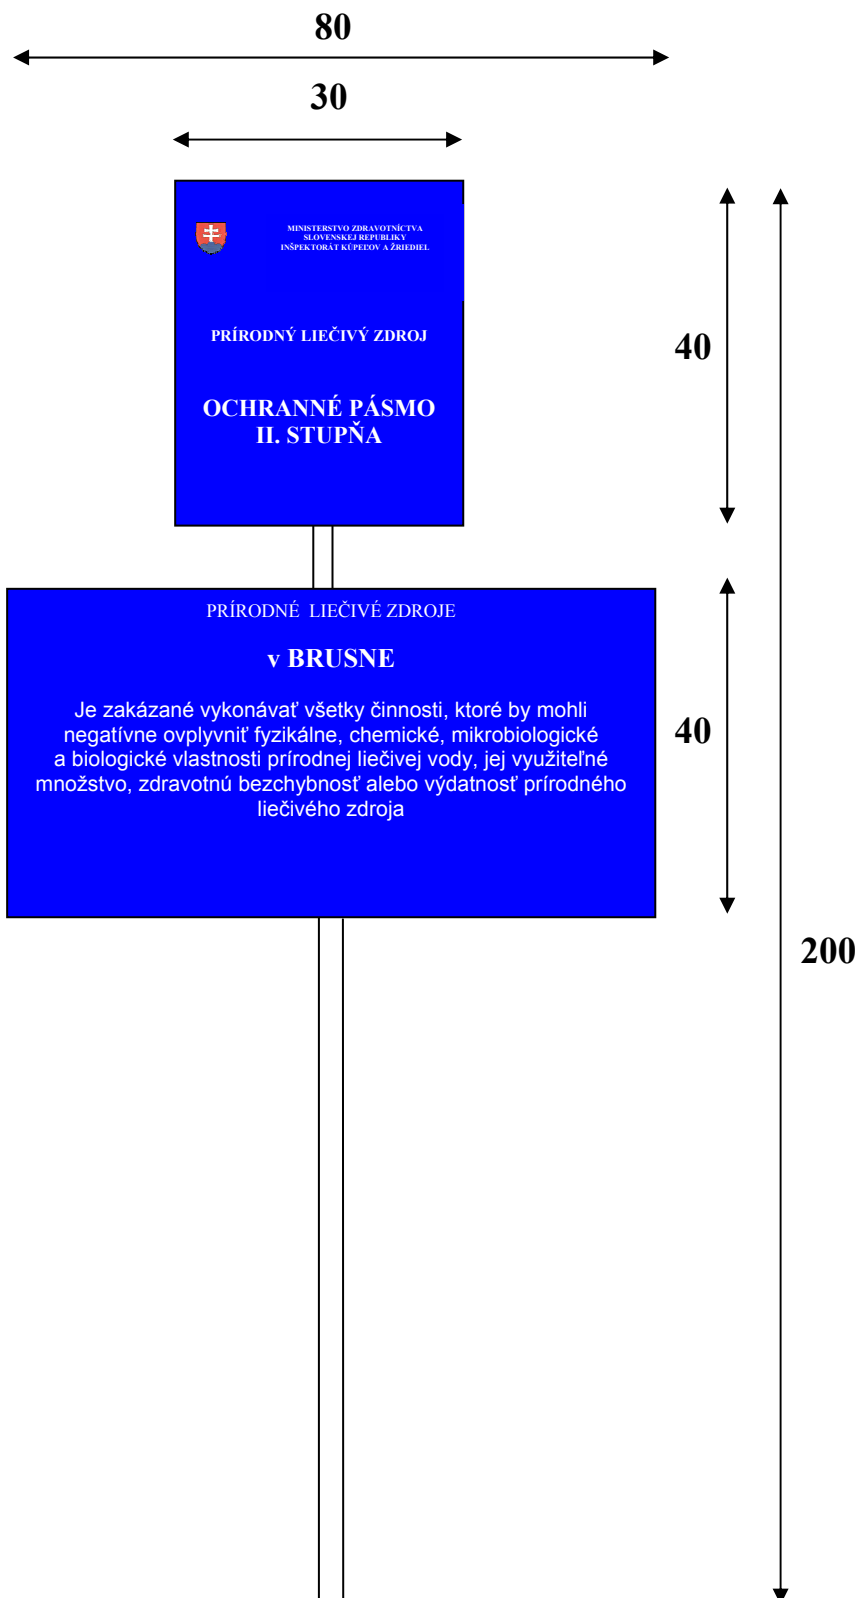 80
30
MINISTERSTVO ZDRAVOTNÍCTVA
SLOVENSKEJ REPUBLIKY
INŠPEKTORÁT KÚPEĽOV A ŽRIEDIEL
PRÍRODNÝ LIEČIVÝ ZDROJ
40
OCHRANNÉ PÁSMO
II. STUPŇA
PRÍRODNÉ LIEČIVÉ ZDROJE
v BRUSNE
Je zakázané vykonávať všetky činnosti, ktoré by mohli
negatívne ovplyvniť fyzikálne, chemické, mikrobiologické
a biologické vlastnosti prírodnej liečivej vody, jej využiteľné
množstvo, zdravotnú bezchybnosť alebo výdatnosť prírodného
liečivého zdroja
40
200